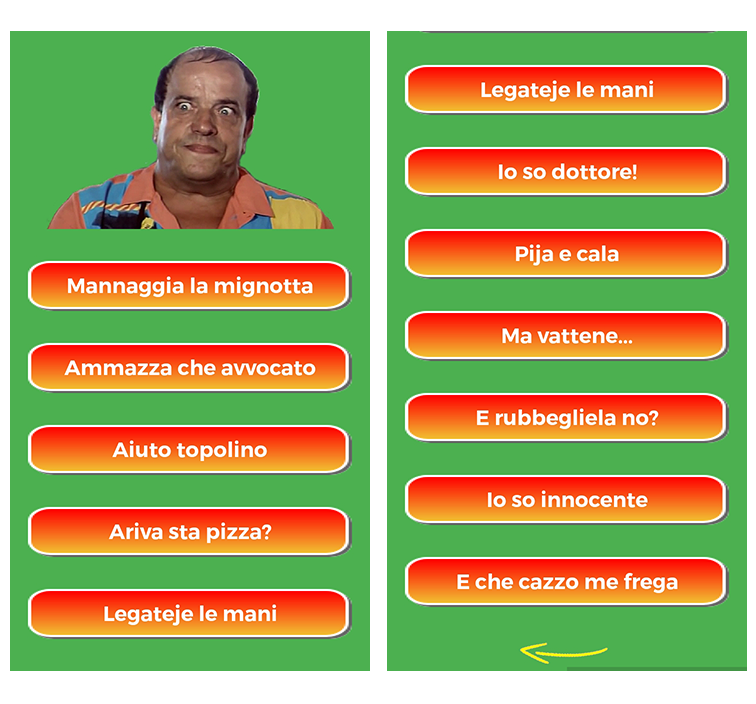 Mannaggia la mignotta
Ammazza che avvocato
Aiuto topolino
Ariva sta pizza?
Legateje le mani
Legateje le mani
Io so dottore!
Pija e cala
Ma vattene...
E rubbegliela no?
Io so innocente
E che cazzo me frega